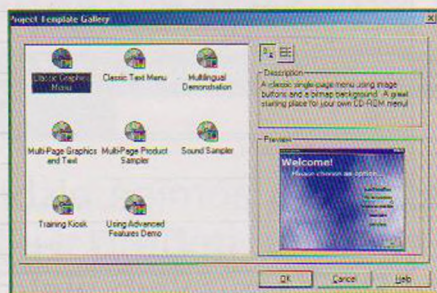 Project Template Gallery
Classic Graphics Menu
Classic Text Menu
Multilingual Demonstration
Multi-Page Graphics and Text
Multi-Page Product Sampler
Sound Sampler
Training Kiosk
Using Advanced Features Demo
Description
A classic single-page menu using image
buttons and a bitmap background. A great
starting place for your own CD-ROM menu!
Preview
Welcome!
Please choose an option...
OK
Cancel
Help